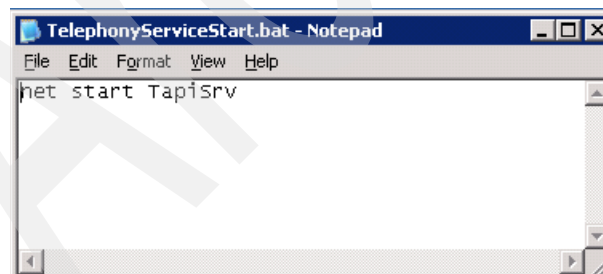 TelephonyServiceStart.bat - Notepad
File Edit Format View Help
net start TapiSrv